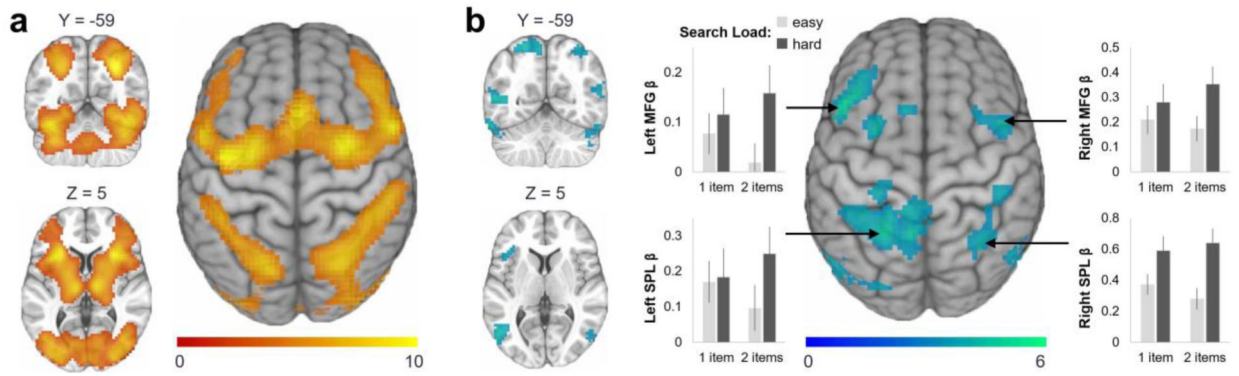 a
Y = -59
Z = 5
0
10
b
Y = -59
Z = 5
Search Load:
easy
hard
Left MFG β
0.2
0.1
0
1 item
2 items
Left SPL β
0.3
0.2
0.1
0
1 item
2 items
0
6
Right MFG β
0.5
0.4
0.3
0.2
0.1
0
1 item
2 items
Right SPL β
0.8
0.6
0.4
0.2
0
1 item
2 items